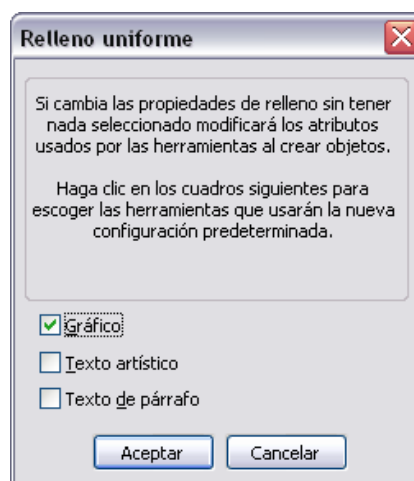 Relleno uniforme
Si cambia las propiedades de relleno sin tener
nada seleccionado modificará los atributos
usados por las herramientas al crear objetos.
Haga clic en los cuadros siguientes para
escoger las herramientas que usarán la nueva
configuración predeterminada.
Gráfico
Texto artístico
Texto de párrafo
Aceptar Cancelar